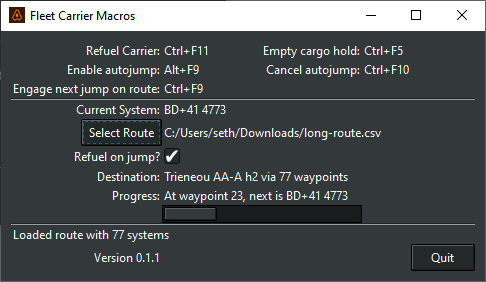 Fleet Carrier Macros
Refuel Carrier: Ctrl+F11 Empty cargo hold: Ctrl+F5
Enable autojump: Alt+F9 Cancel autojump: Ctrl+F10
Engage next jump on route: Ctrl+F9
Current System: BD+41 4773
Select Route C:/Users/seth/Downloads/long-route.csv
Refuel on jump?
Destination: Trieneou AA-A h2 via 77 waypoints
Progress: At waypoint 23, next is BD+41 4773
Loaded route with 77 systems
Version 0.1.1 Quit